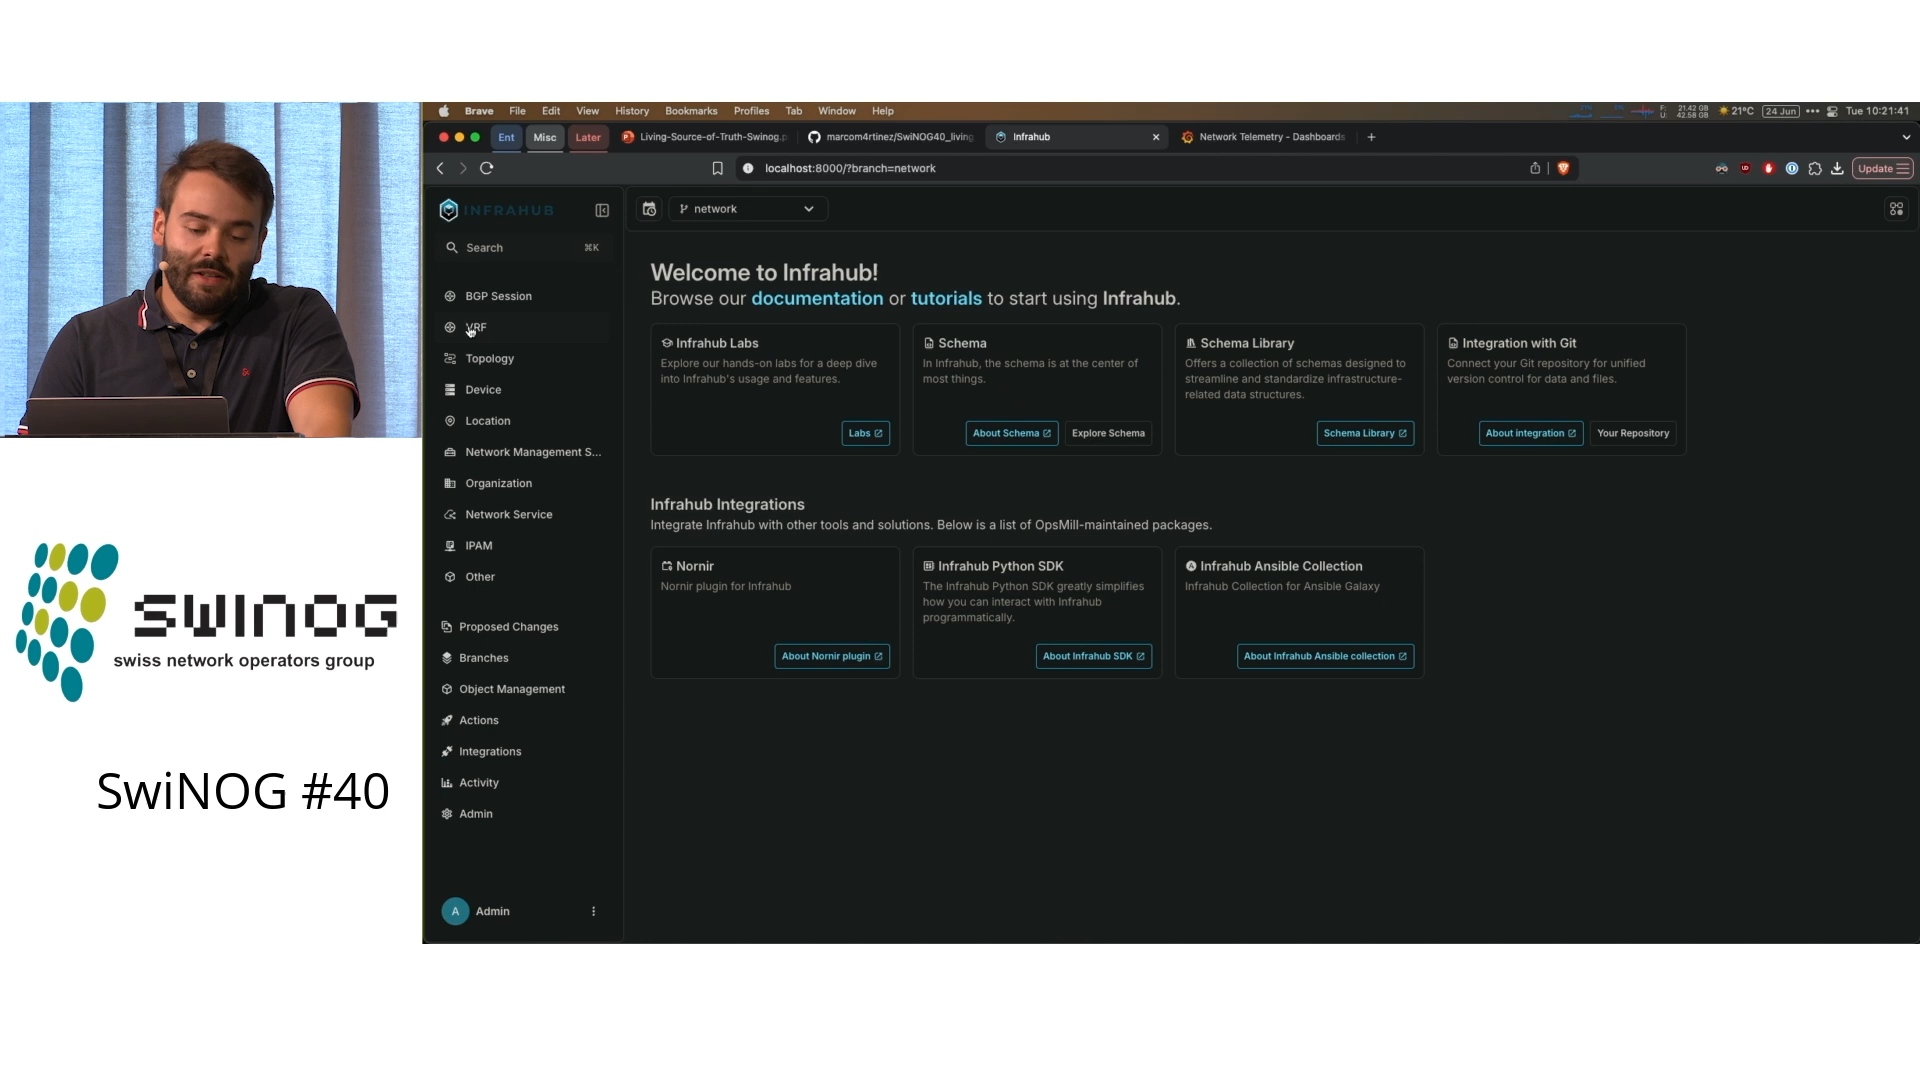 Brave File Edit View History Bookmarks Profiles Tab Window Help
21.42 GB
42.58 GB
21°C 24 Jun Tue 10:21:41
Ent Misc Later Living-Source-of-Truth-Swinog.p marcom4rtinez/SwiNOG40_living Infrahub Network Telemetry - Dashboards
localhost:8000/?branch=network
Update
INFRAHUB
network
Search ⌘K
BGP Session
VRF
Topology
Device
Location
Network Management S...
Organization
Network Service
IPAM
Other
Proposed Changes
Branches
Object Management
Actions
Integrations
Activity
Admin
A Admin
Welcome to Infrahub!
Browse our documentation or tutorials to start using Infrahub.
Infrahub Labs
Explore our hands-on labs for a deep dive
into Infrahub's usage and features.
Labs
Schema
In Infrahub, the schema is at the center of
most things.
About Schema Explore Schema
Schema Library
Offers a collection of schemas designed to
streamline and standardize infrastructure-
related data structures.
Schema Library
Integration with Git
Connect your Git repository for unified
version control for data and files.
About integration Your Repository
Infrahub Integrations
Integrate Infrahub with other tools and solutions. Below is a list of OpsMill-maintained packages.
Nornir
Nornir plugin for Infrahub
About Nornir plugin
Infrahub Python SDK
The Infrahub Python SDK greatly simplifies
how you can interact with Infrahub
programmatically.
About Infrahub SDK
Infrahub Ansible Collection
Infrahub Collection for Ansible Galaxy
About Infrahub Ansible collection
SWINOG
swiss network operators group
SwiNOG #40